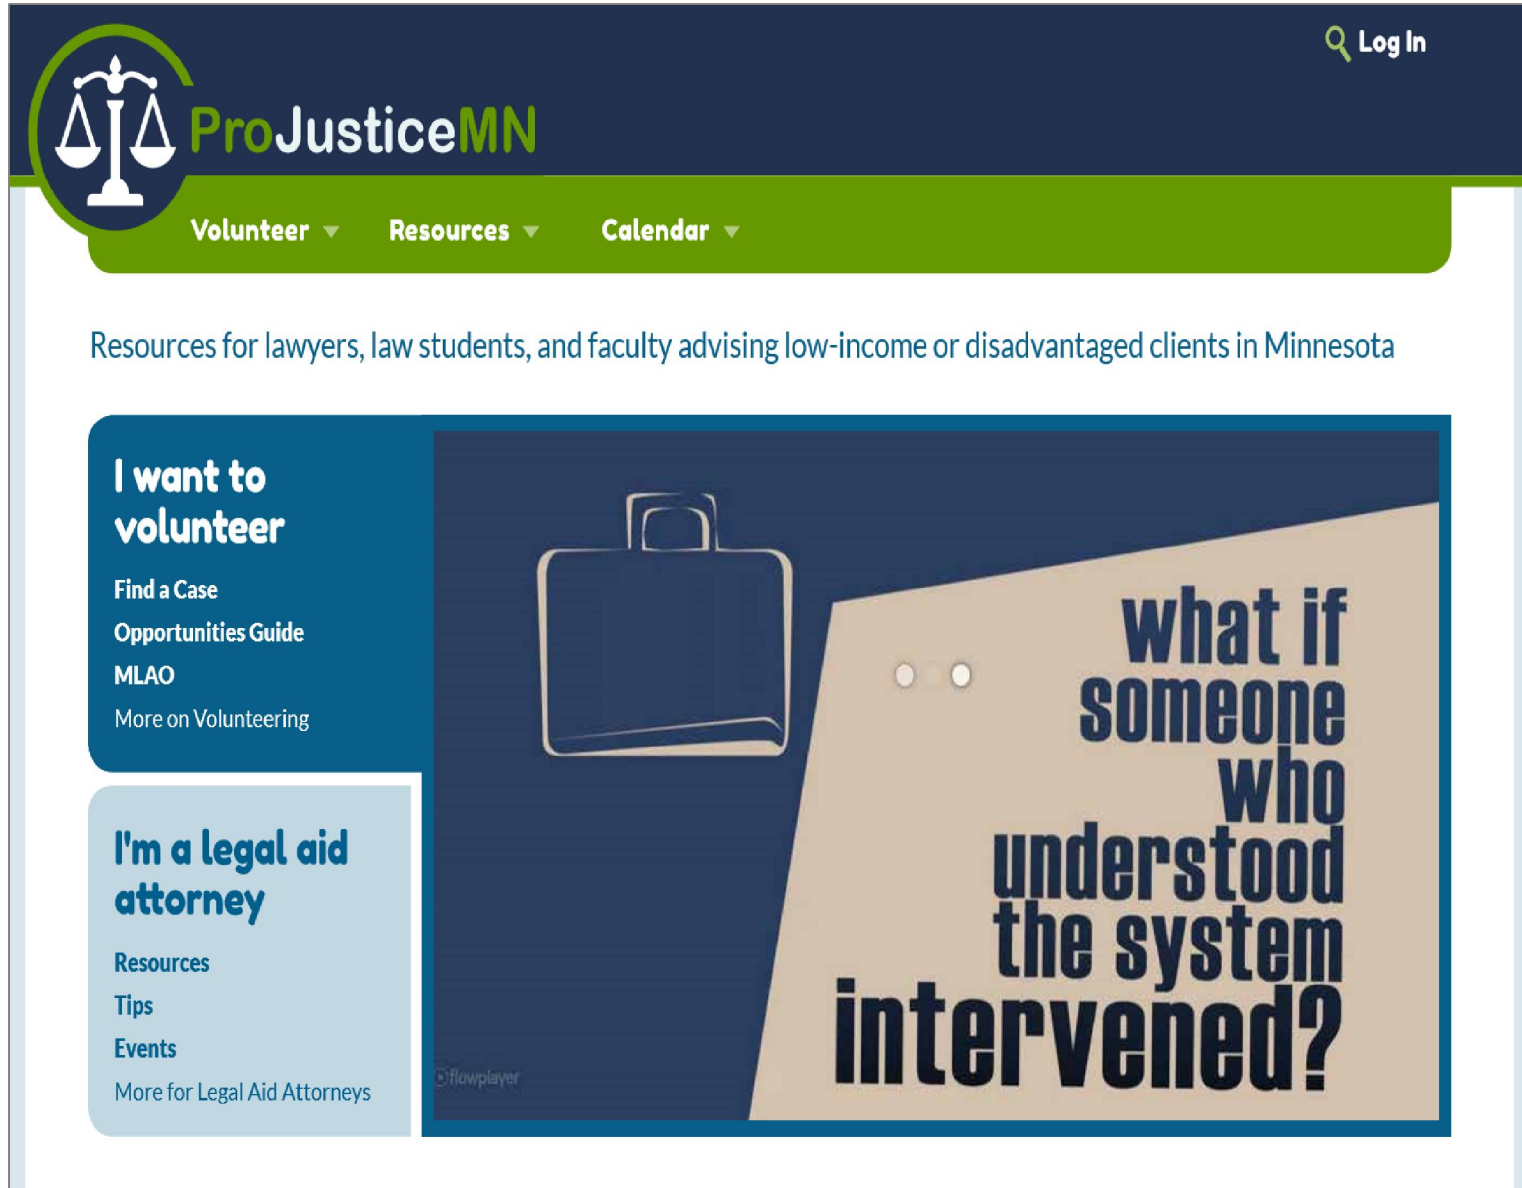 Log In
ProJusticeMN
Volunteer
Resources
Calendar
Resources for lawyers, law students, and faculty advising low-income or disadvantaged clients in Minnesota
I want to
volunteer
Find a Case
Opportunities Guide
MLAO
More on Volunteering
I'm a legal aid
attorney
Resources
Tips
Events
More for Legal Aid Attorneys
what if
someone
who
understood
the system
intervened?
flowplayer